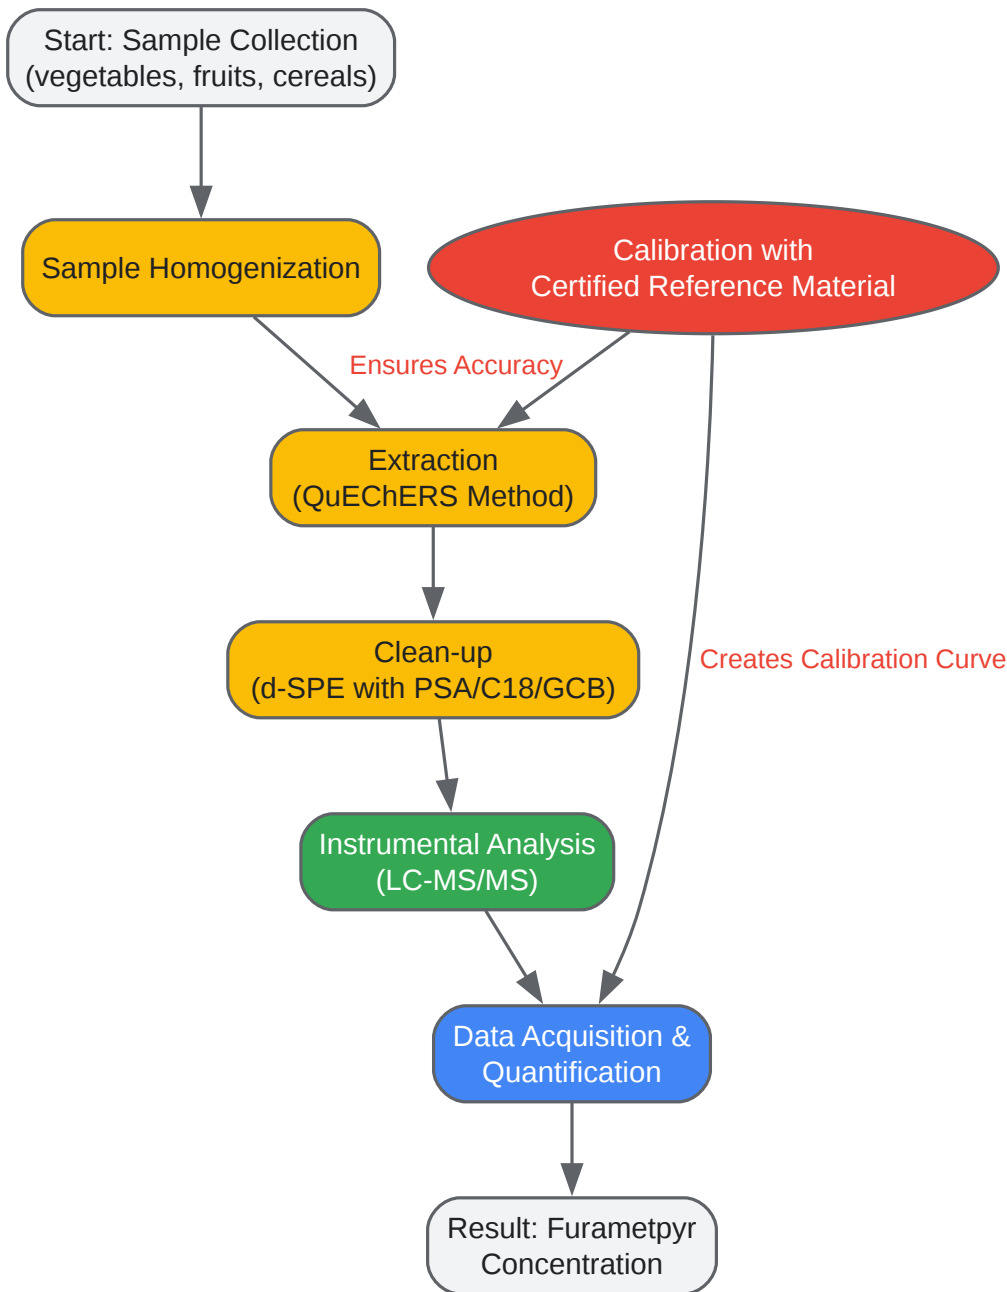 Start: Sample Collection
(vegetables, fruits, cereals)
Sample Homogenization
Calibration with
Certified Reference Material
Ensures Accuracy
Extraction
(QuEChERS Method)
Clean-up
(d-SPE with PSA/C18/GCB)
Creates Calibration Curve
Instrumental Analysis
(LC-MS/MS)
Data Acquisition &
Quantification
Result: Furametpyr
Concentration